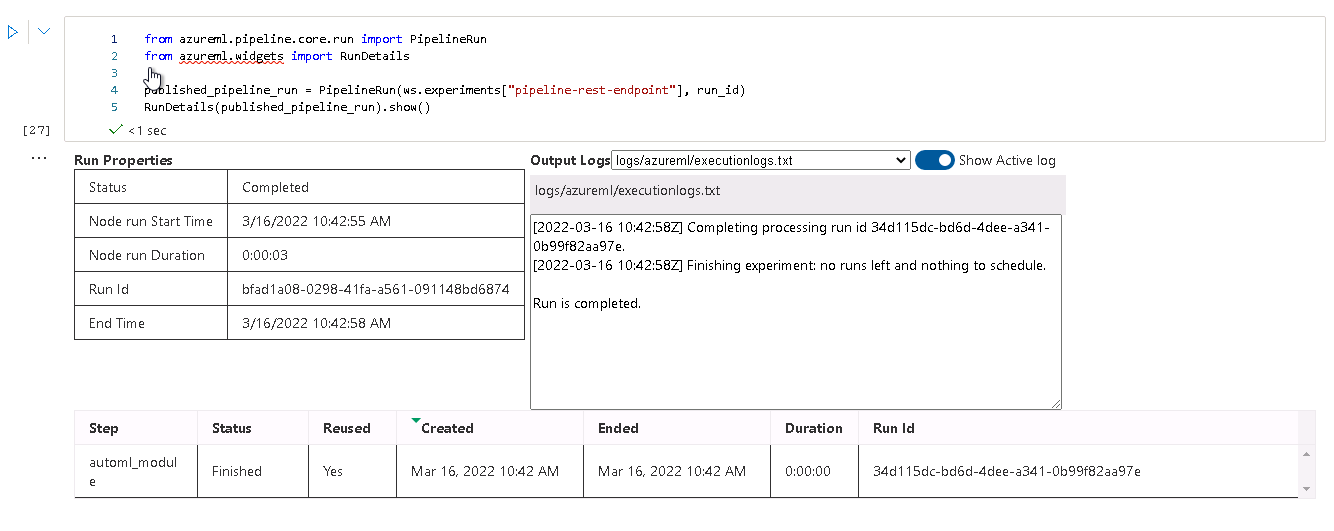 1 from azureml.pipeline.core.run import PipelineRun
2 from azureml.widgets import RunDetails
3
4 published_pipeline_run = PipelineRun(ws.experiments["pipeline-rest-endpoint"], run_id)
5 RunDetails(published_pipeline_run).show()
[27] <1 sec
...
Run Properties
Status Completed
Node run Start Time 3/16/2022 10:42:55 AM
Node run Duration 0:00:03
Run Id bfad1a08-0298-41fa-a561-091148bd6874
End Time 3/16/2022 10:42:58 AM
Output Logs logs/azureml/executionlogs.txt Show Active log
logs/azureml/executionlogs.txt
[2022-03-16 10:42:58Z] Completing processing run id 34d115dc-bd6d-4dee-a341-
0b99f82aa97e.
[2022-03-16 10:42:58Z] Finishing experiment: no runs left and nothing to schedule.
Run is completed.
Step Status Reused Created Ended Duration Run Id
automl_modul
e Finished Yes Mar 16, 2022 10:42 AM Mar 16, 2022 10:42 AM 0:00:00 34d115dc-bd6d-4dee-a341-0b99f82aa97e